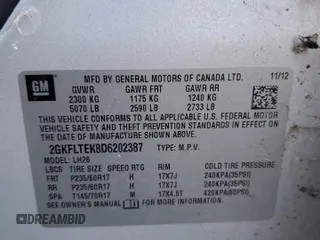 GM
MFD BY GENERAL MOTORS OF CANADA LTD.
11/12
GVWR GAWR FRT GAWR RR
2300 KG 1175 KG 1240 KG
5070 LB 2590 LB 2733 LB
THIS VEHICLE CONFORMS TO ALL APPLICABLE U.S. FEDERAL MOTOR
VEHICLE SAFETY, BUMPER, AND THEFT PREVENTION STANDARDS
IN EFFECT ON THE DATE OF MANUFACTURE SHOWN ABOVE.
2GKFLTEK8D6202387 TYPE: M.P.V.
MODEL: LH26
LBCS TIRE SIZE SPEED RTG RIM COLD TIRE PRESSURE
FRT P235/60R17 H 17X7J 240KPA(35PSI)
RR P235/60R17 H 17X7J 240KPA(35PSI)
SPA T145/70R17 M 17X4.5T 420KPA(60PSI)
SEE OWNER'S MANUAL FOR ADDITIONAL INFORMATION.
AUTOBIDMASTER